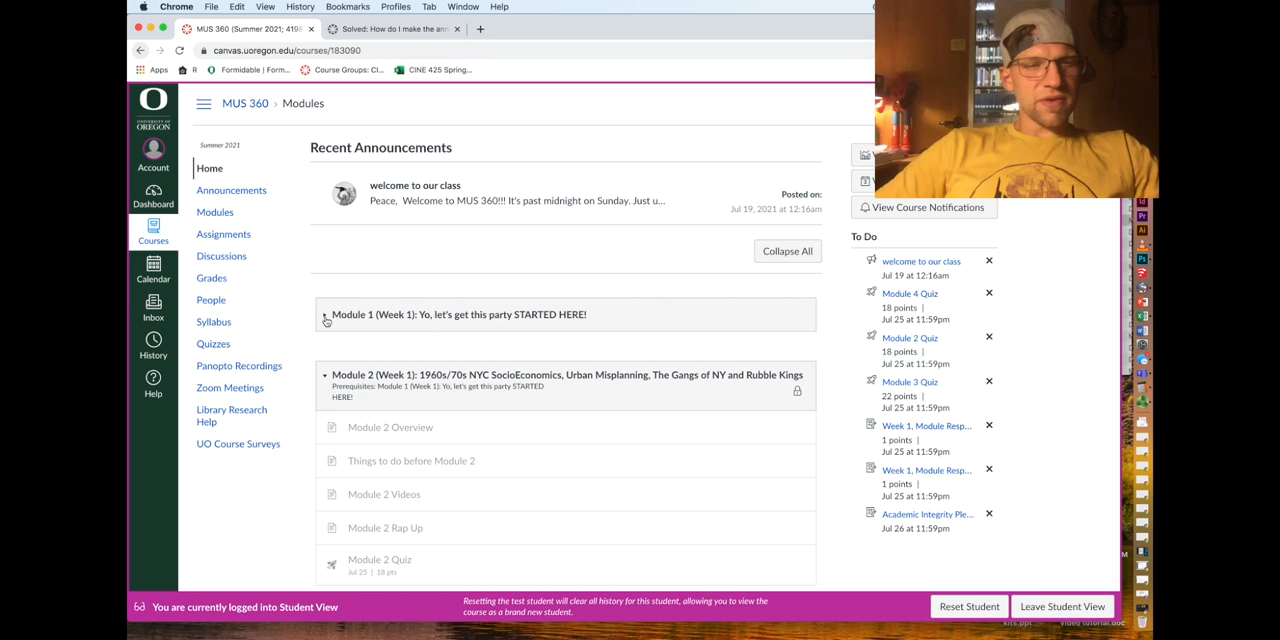 Chrome File Edit View History Bookmarks Profiles Tab Window Help
MUS 360 (Summer 2021; 4198 Solved: How do I make the ann
canvas.uoregon.edu/courses/183090
Apps R Formidable | Form... Course Groups: CI... CINE 425 Spring...
O
UNIVERSITY OF
OREGON
Account
Dashboard
Courses
Calendar
Inbox
History
Help
MUS 360 › Modules
Summer 2021
Home
Announcements
Modules
Assignments
Discussions
Grades
People
Syllabus
Quizzes
Panopto Recordings
Zoom Meetings
Library Research
Help
UO Course Surveys
Recent Announcements
welcome to our class
Peace, Welcome to MUS 360!!! It's past midnight on Sunday. Just u...
Posted on:
Jul 19, 2021 at 12:16am
Collapse All
Module 1 (Week 1): Yo, let's get this party STARTED HERE!
Module 2 (Week 1): 1960s/70s NYC SocioEconomics, Urban Misplanning, The Gangs of NY and Rubble Kings
Prerequisites: Module 1 (Week 1): Yo, let's get this party STARTED
HERE!
Module 2 Overview
Things to do before Module 2
Module 2 Videos
Module 2 Rap Up
Module 2 Quiz
Jul 25 | 18 pts
View Course Notifications
To Do
welcome to our class
Jul 19 at 12:16am
Module 4 Quiz
18 points |
Jul 25 at 11:59pm
Module 2 Quiz
18 points |
Jul 25 at 11:59pm
Module 3 Quiz
22 points |
Jul 25 at 11:59pm
Week 1, Module Resp...
1 points |
Jul 25 at 11:59pm
Week 1, Module Resp...
1 points |
Jul 25 at 11:59pm
Academic Integrity Ple...
Jul 26 at 11:59pm
You are currently logged into Student View
Resetting the test student will clear all history for this student, allowing you to view the
course as a brand new student.
Reset Student Leave Student View
kits.ppt video tutorial.doc